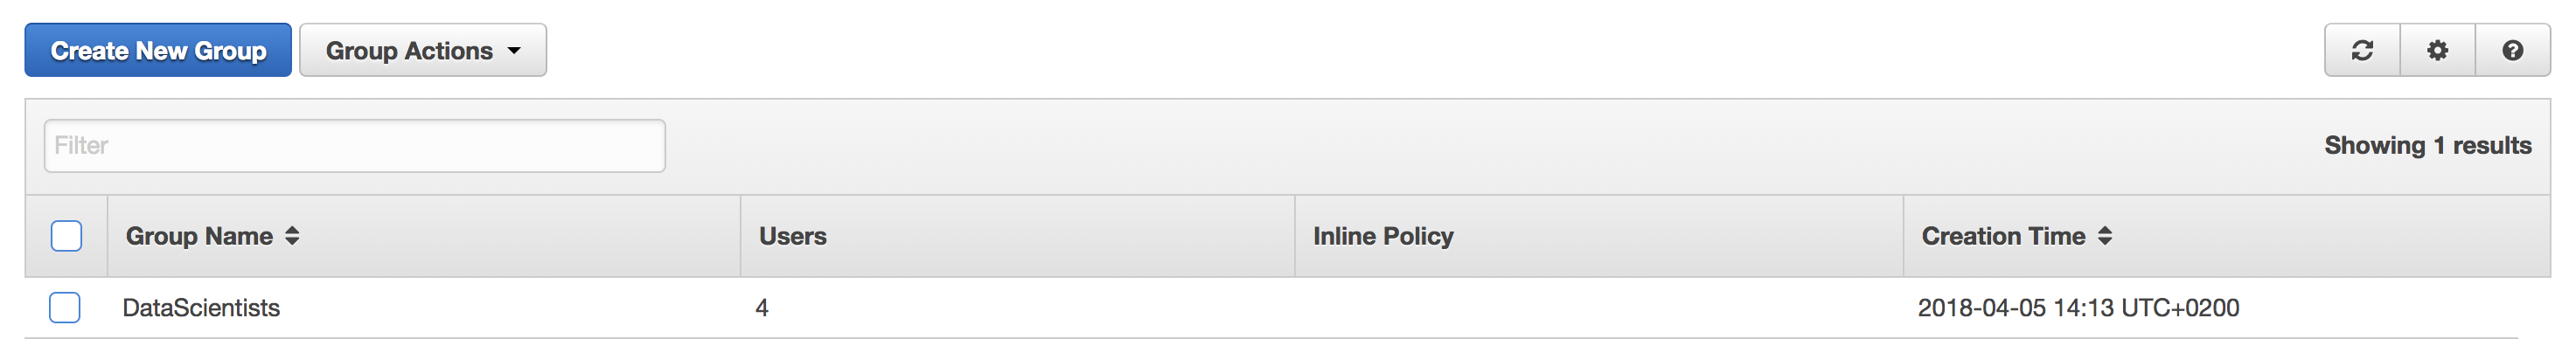 Create New Group Group Actions
Filter
Showing 1 results
Group Name Users Inline Policy Creation Time
DataScientists 4 2018-04-05 14:13 UTC+0200